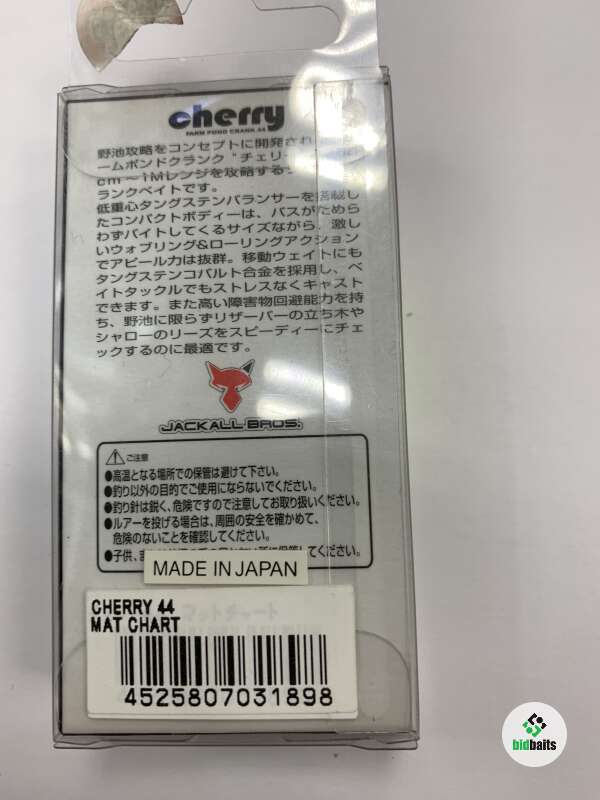 cherry
FARM POND CRANK 44
野池攻略をコンセプトに開発され
ームポンドクランク"チェリー
cm～1Mレンジを攻略する
ランクベイトです。
低重心タングステンバランサーを搭載し
たコンパクトボディーは、バスがためら
わずバイトしてくるサイズながら、激し
いウォブリング&ローリングアクション
でアピール力は抜群。移動ウェイトにも
タングステンコバルト合金を採用し、ベ
イトタックルでもストレスなくキャスト
できます。また高い障害物回避能力を持
ち、野池に限らずリザーバーの立ち木や
シャローのリーズをスピーディーにチェ
ックするのに最適です。
JACKALL BROS.
ご注意
●高温となる場所での保管は避けて下さい。
●釣り以外の目的でご使用にならないでください。
●釣り針は鋭く、危険ですので注意してお取り扱いください。
●ルアーを投げる場合は、周囲の安全を確かめて、
危険のないことを確認してください。
●子供、ま してください。
MADE IN JAPAN
CHERRY 44
MAT CHART
4525807031898
bidbaits